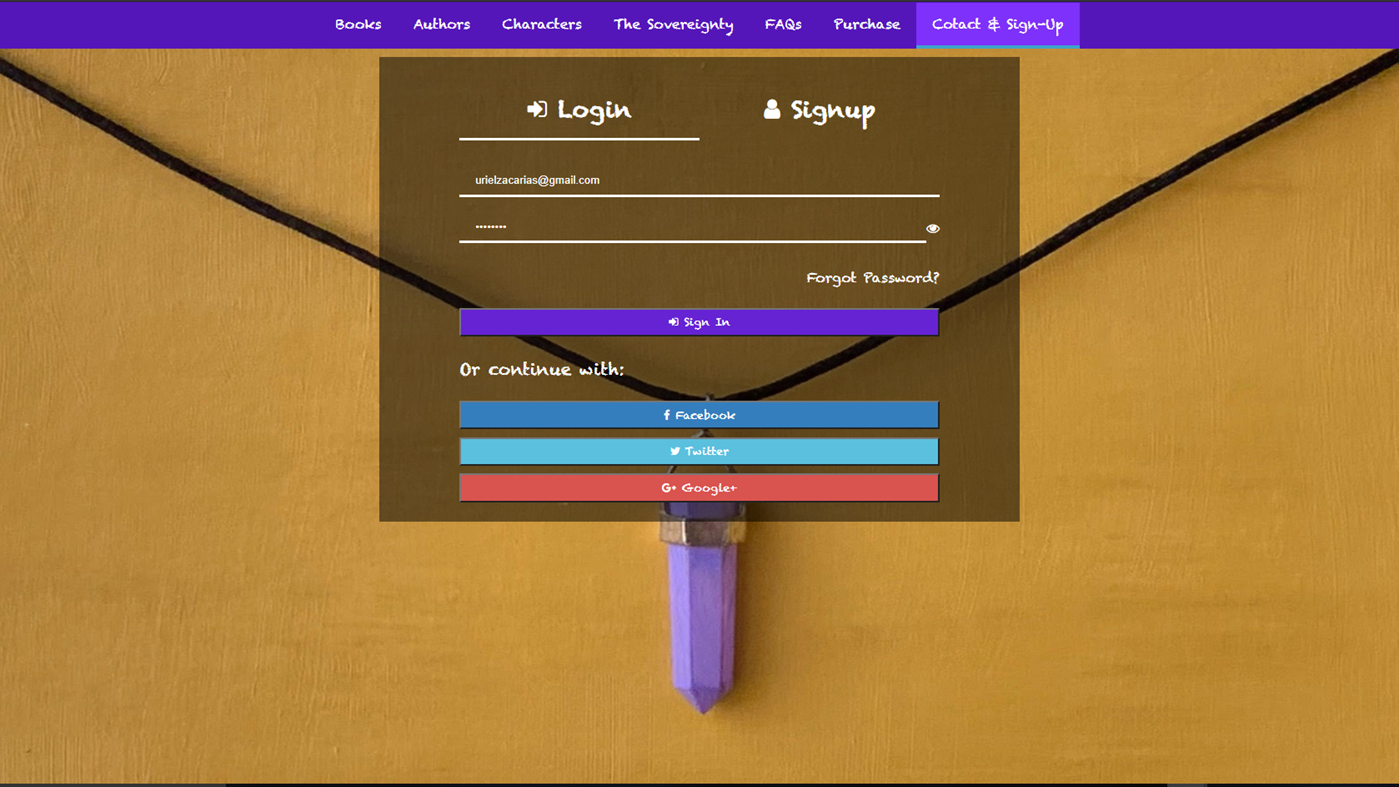 Books Authors Characters The Sovereignty FAQs Purchase Cotact & Sign-Up
Login Signup
urielzacarias@gmail.com
••••••••
Forgot Password?
Sign In
Or continue with:
Facebook
Twitter
G+ Google+